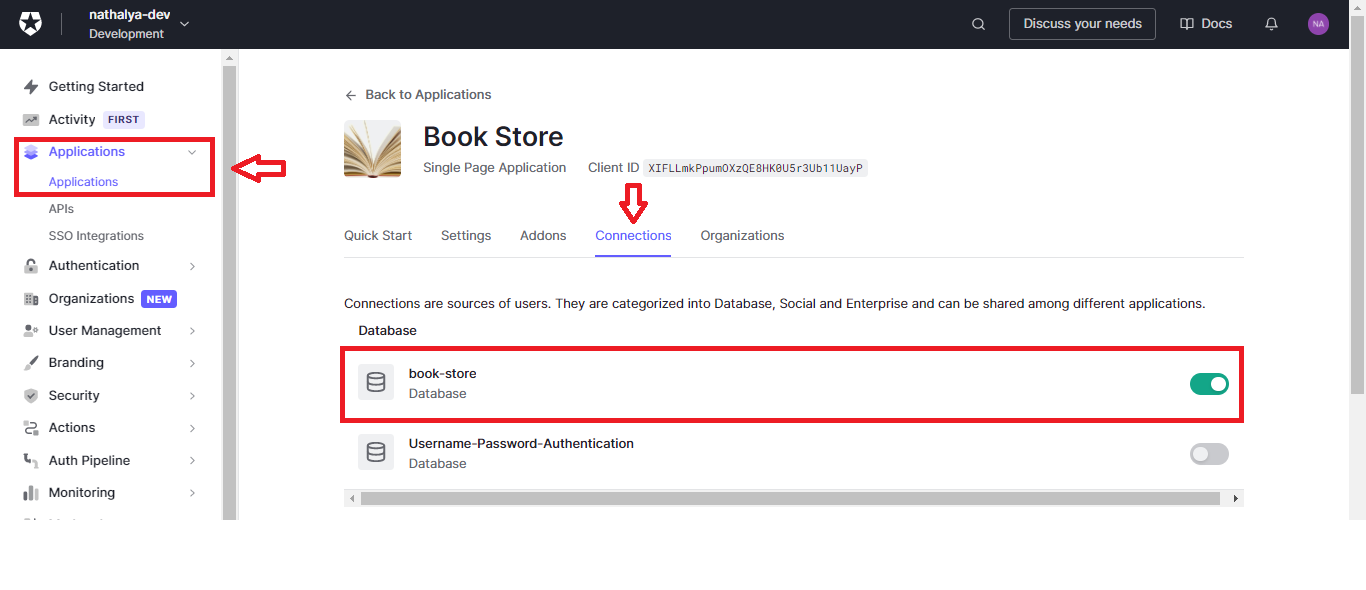 nathalya-dev
Development
Discuss your needs
Docs
NA
Getting Started
Activity FIRST
Applications
Applications
APIs
SSO Integrations
Authentication
Organizations NEW
User Management
Branding
Security
Actions
Auth Pipeline
Monitoring
Back to Applications
Book Store
Single Page Application Client ID XIFLLmkPpumOXzQE8HK0U5r3Ub11UayP
Quick Start Settings Addons Connections Organizations
Connections are sources of users. They are categorized into Database, Social and Enterprise and can be shared among different applications.
Database
book-store
Database
Username-Password-Authentication
Database